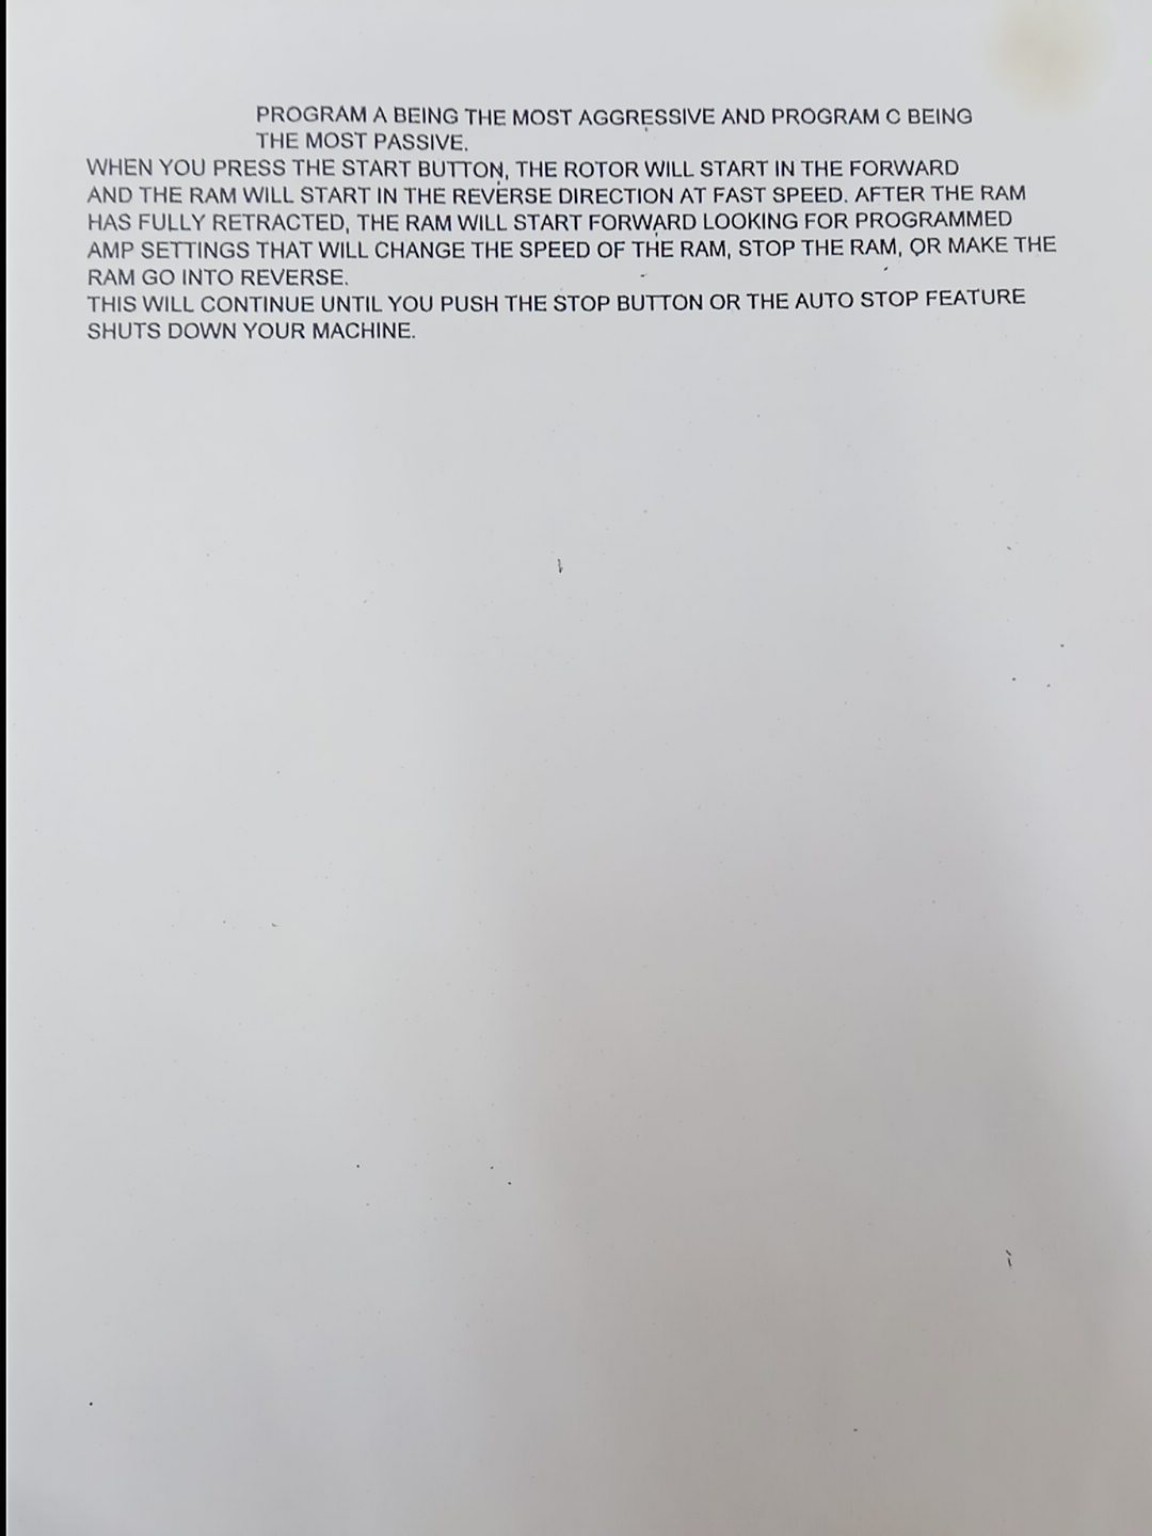 PROGRAM A BEING THE MOST AGGRESSIVE AND PROGRAM C BEING
THE MOST PASSIVE.
WHEN YOU PRESS THE START BUTTON, THE ROTOR WILL START IN THE FORWARD
AND THE RAM WILL START IN THE REVERSE DIRECTION AT FAST SPEED. AFTER THE RAM
HAS FULLY RETRACTED, THE RAM WILL START FORWARD LOOKING FOR PROGRAMMED
AMP SETTINGS THAT WILL CHANGE THE SPEED OF THE RAM, STOP THE RAM, OR MAKE THE
RAM GO INTO REVERSE.
THIS WILL CONTINUE UNTIL YOU PUSH THE STOP BUTTON OR THE AUTO STOP FEATURE
SHUTS DOWN YOUR MACHINE.